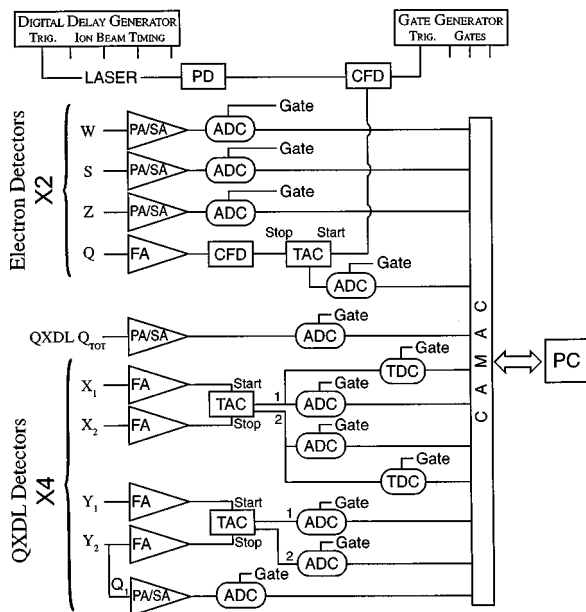 DIGITAL DELAY GENERATOR
TRIG. ION BEAM TIMING
GATE GENERATOR
TRIG. GATES
LASER PD CFD
Electron Detectors
X2
W PA/SA ADC Gate
S PA/SA ADC Gate
Z PA/SA ADC Gate
Q FA CFD Stop TAC Start
ADC Gate
QXDL QTOT PA/SA ADC Gate
QXDL Detectors
X4
X1 FA Start
X2 FA Stop
TAC
1
2
TDC Gate
ADC Gate
ADC Gate
TDC Gate
Y1 FA Start
Y2 FA Stop
TAC
1 ADC Gate
2 ADC Gate
Q1 PA/SA ADC Gate
CAMAC
PC